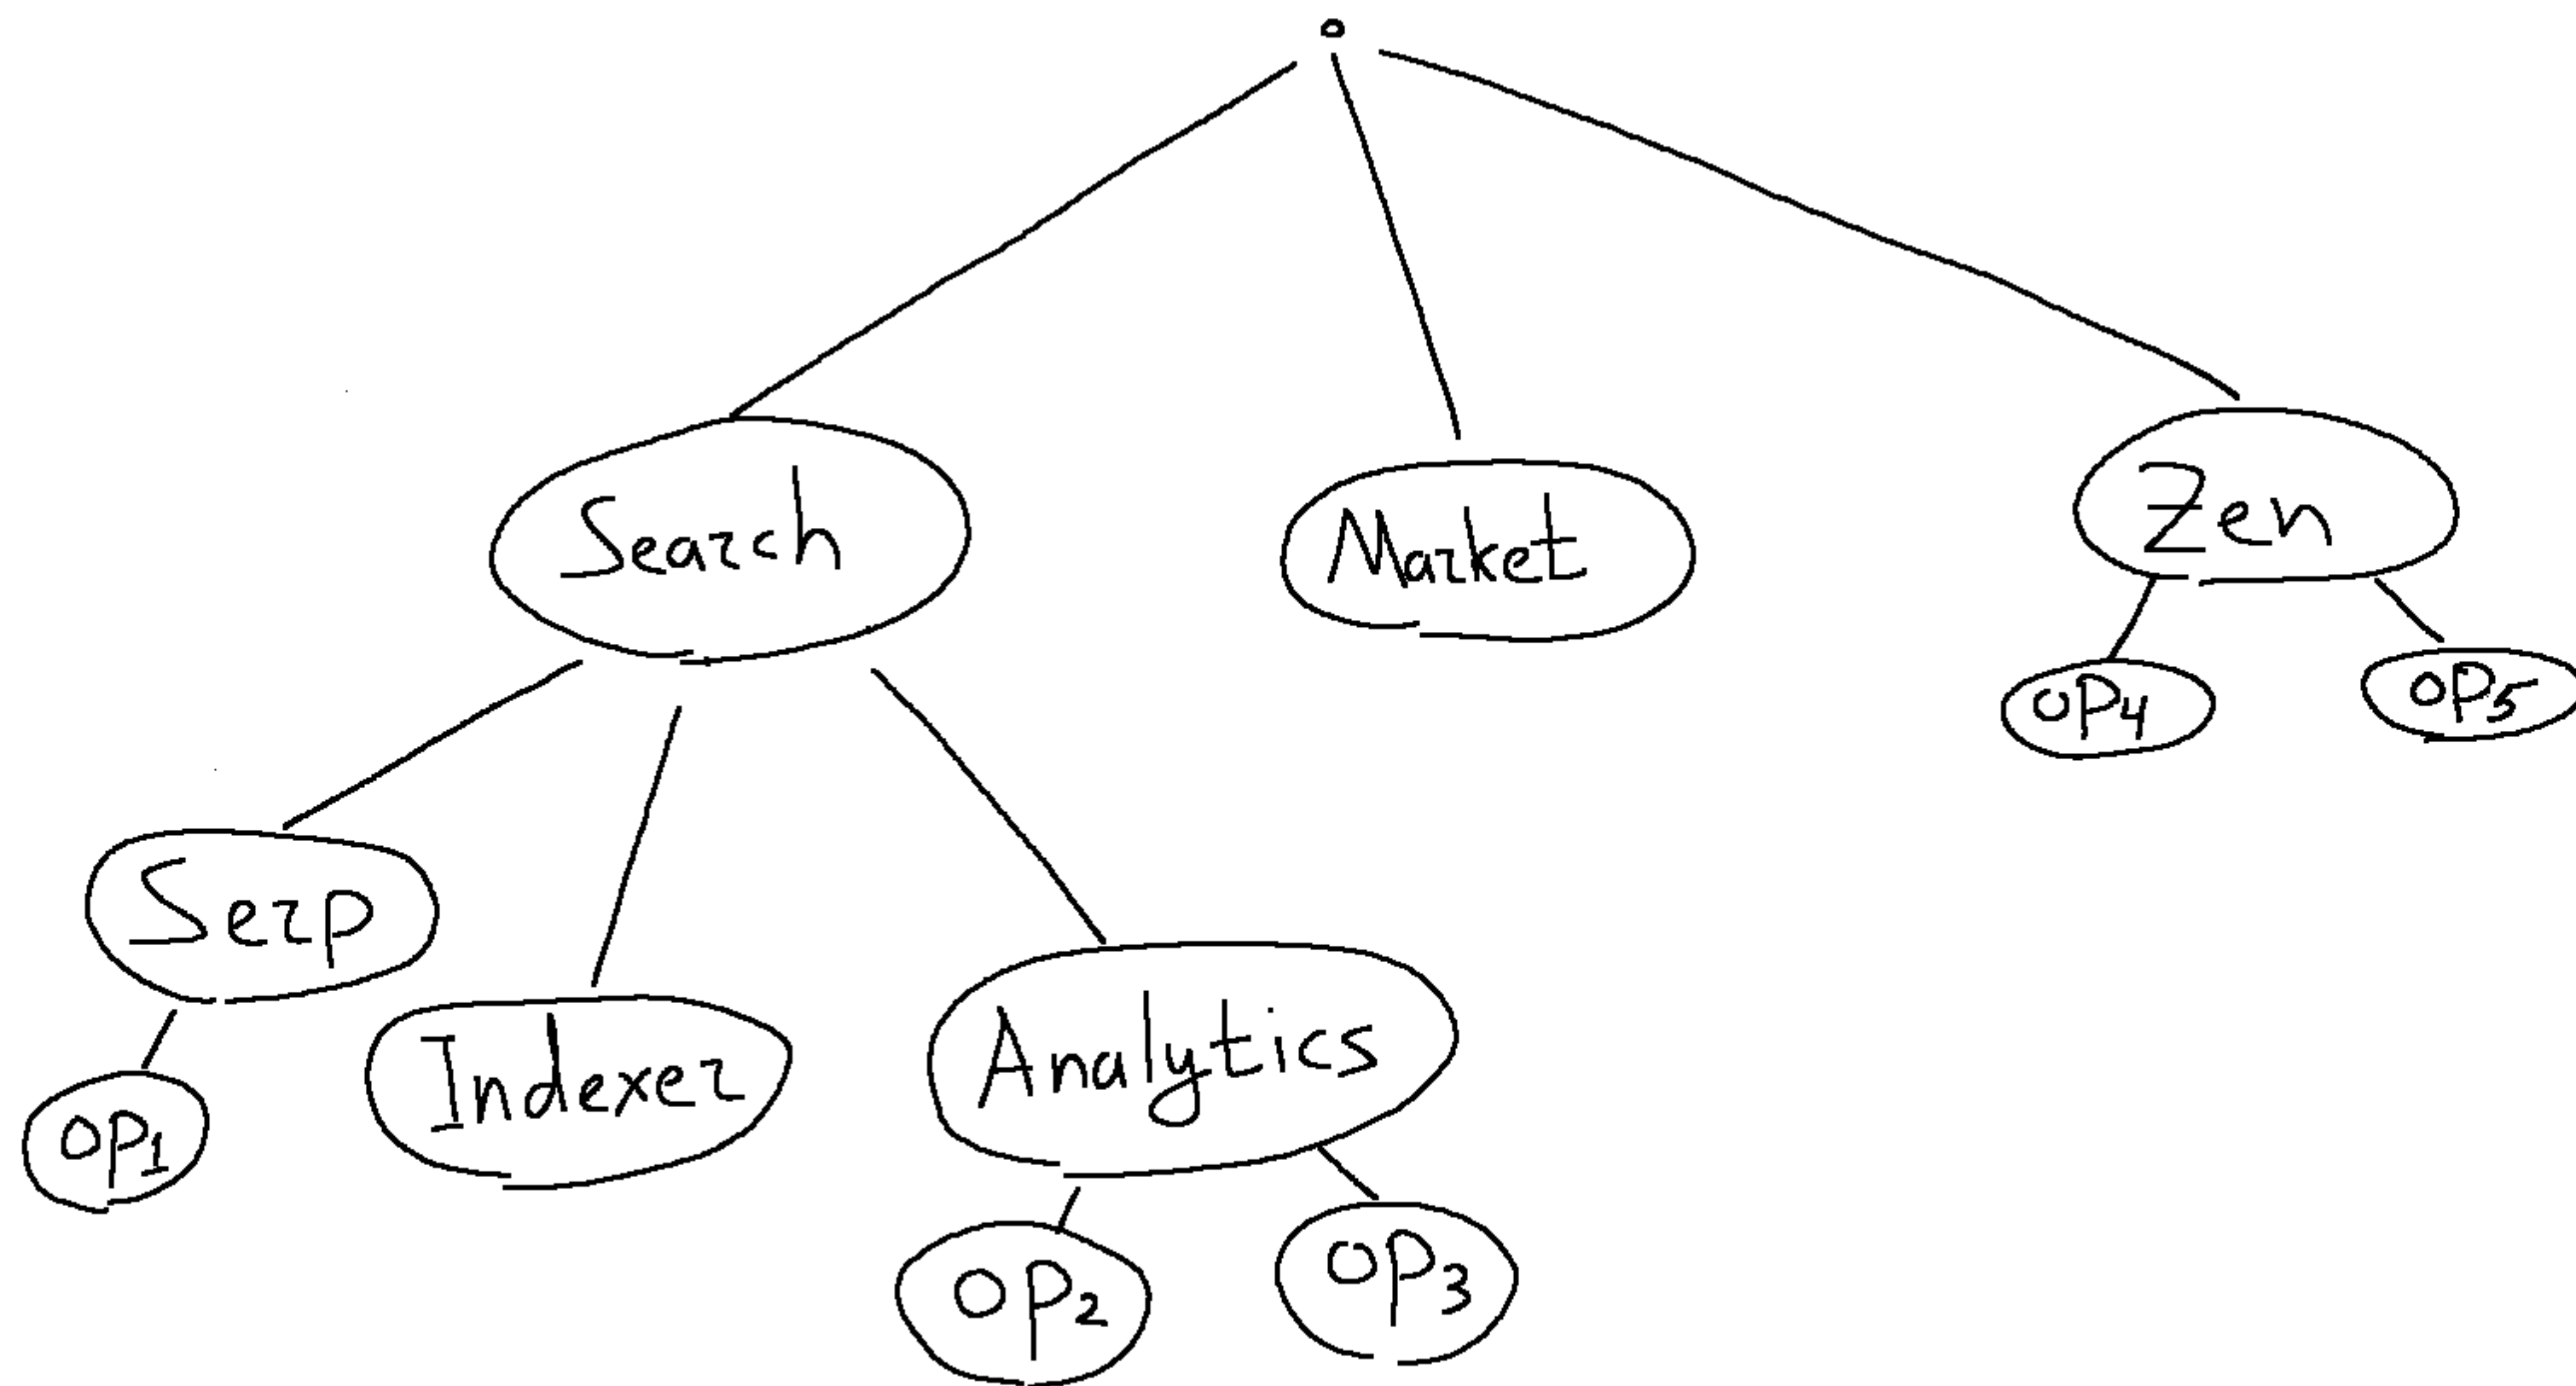 Search
Market
Zen
op4
op5
Serp
Indexer
Analytics
op1
op2
op3